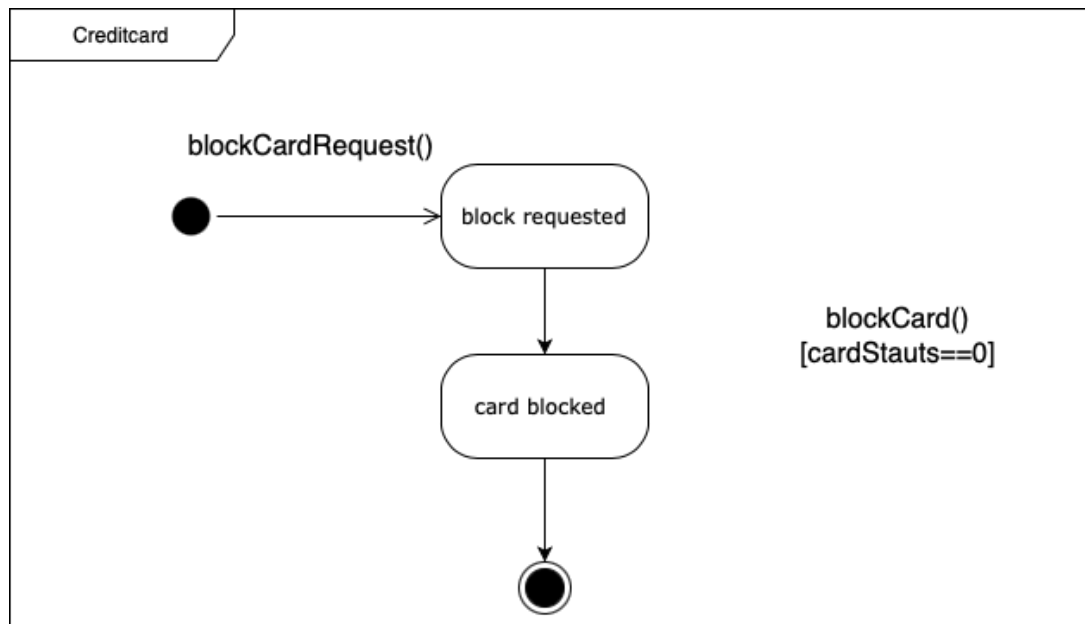 Creditcard
blockCardRequest()
block requested
blockCard()
[cardStauts==0]
card blocked